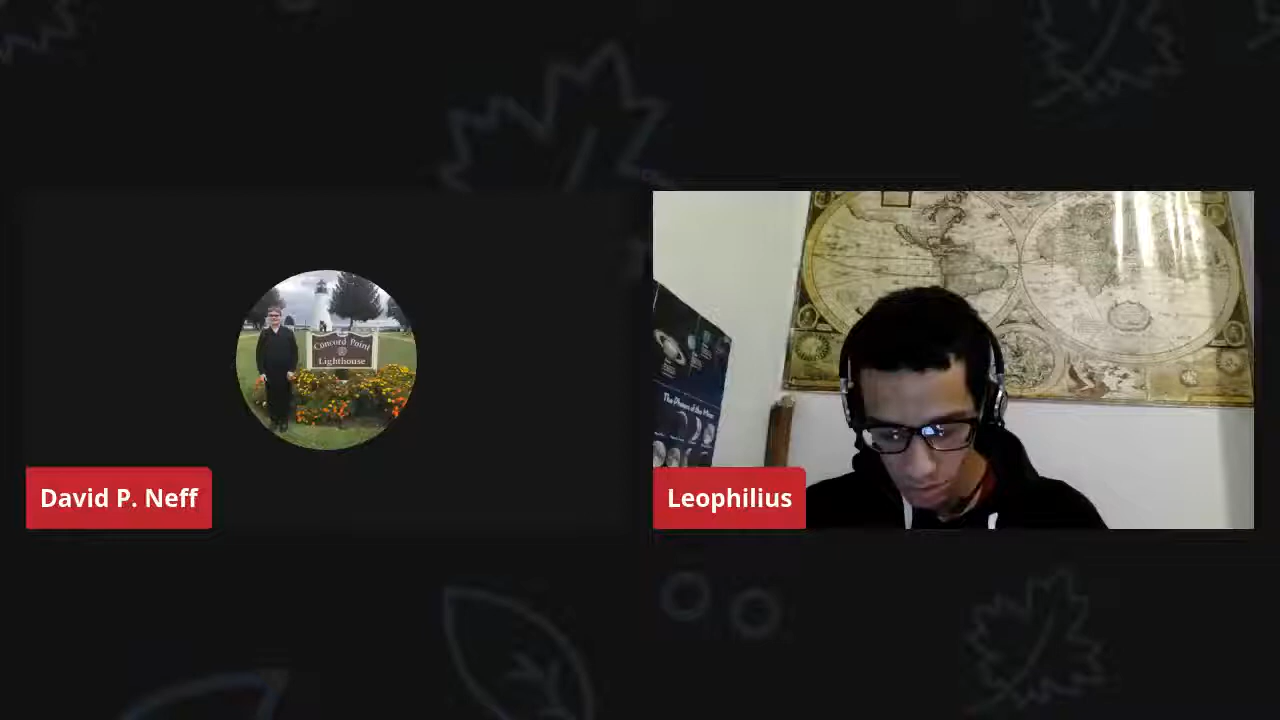 Concord Point
Lighthouse
David P. Neff
The Phases of the Moon
Leophilius